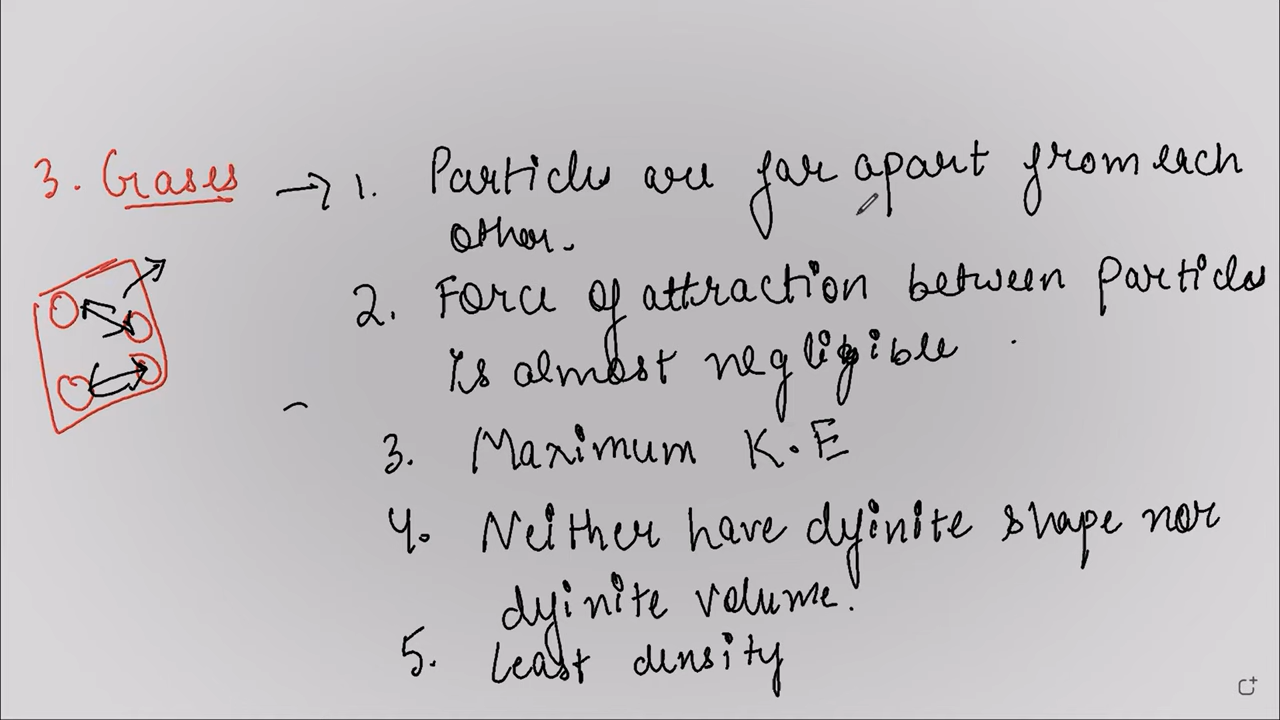 3. Gases → 1. Particles are far apart from each
other.
2. Force of attraction between Particles
is almost negligible.
3. Maximum K.E
4. Neither have definite shape nor
definite volume.
5. Least density